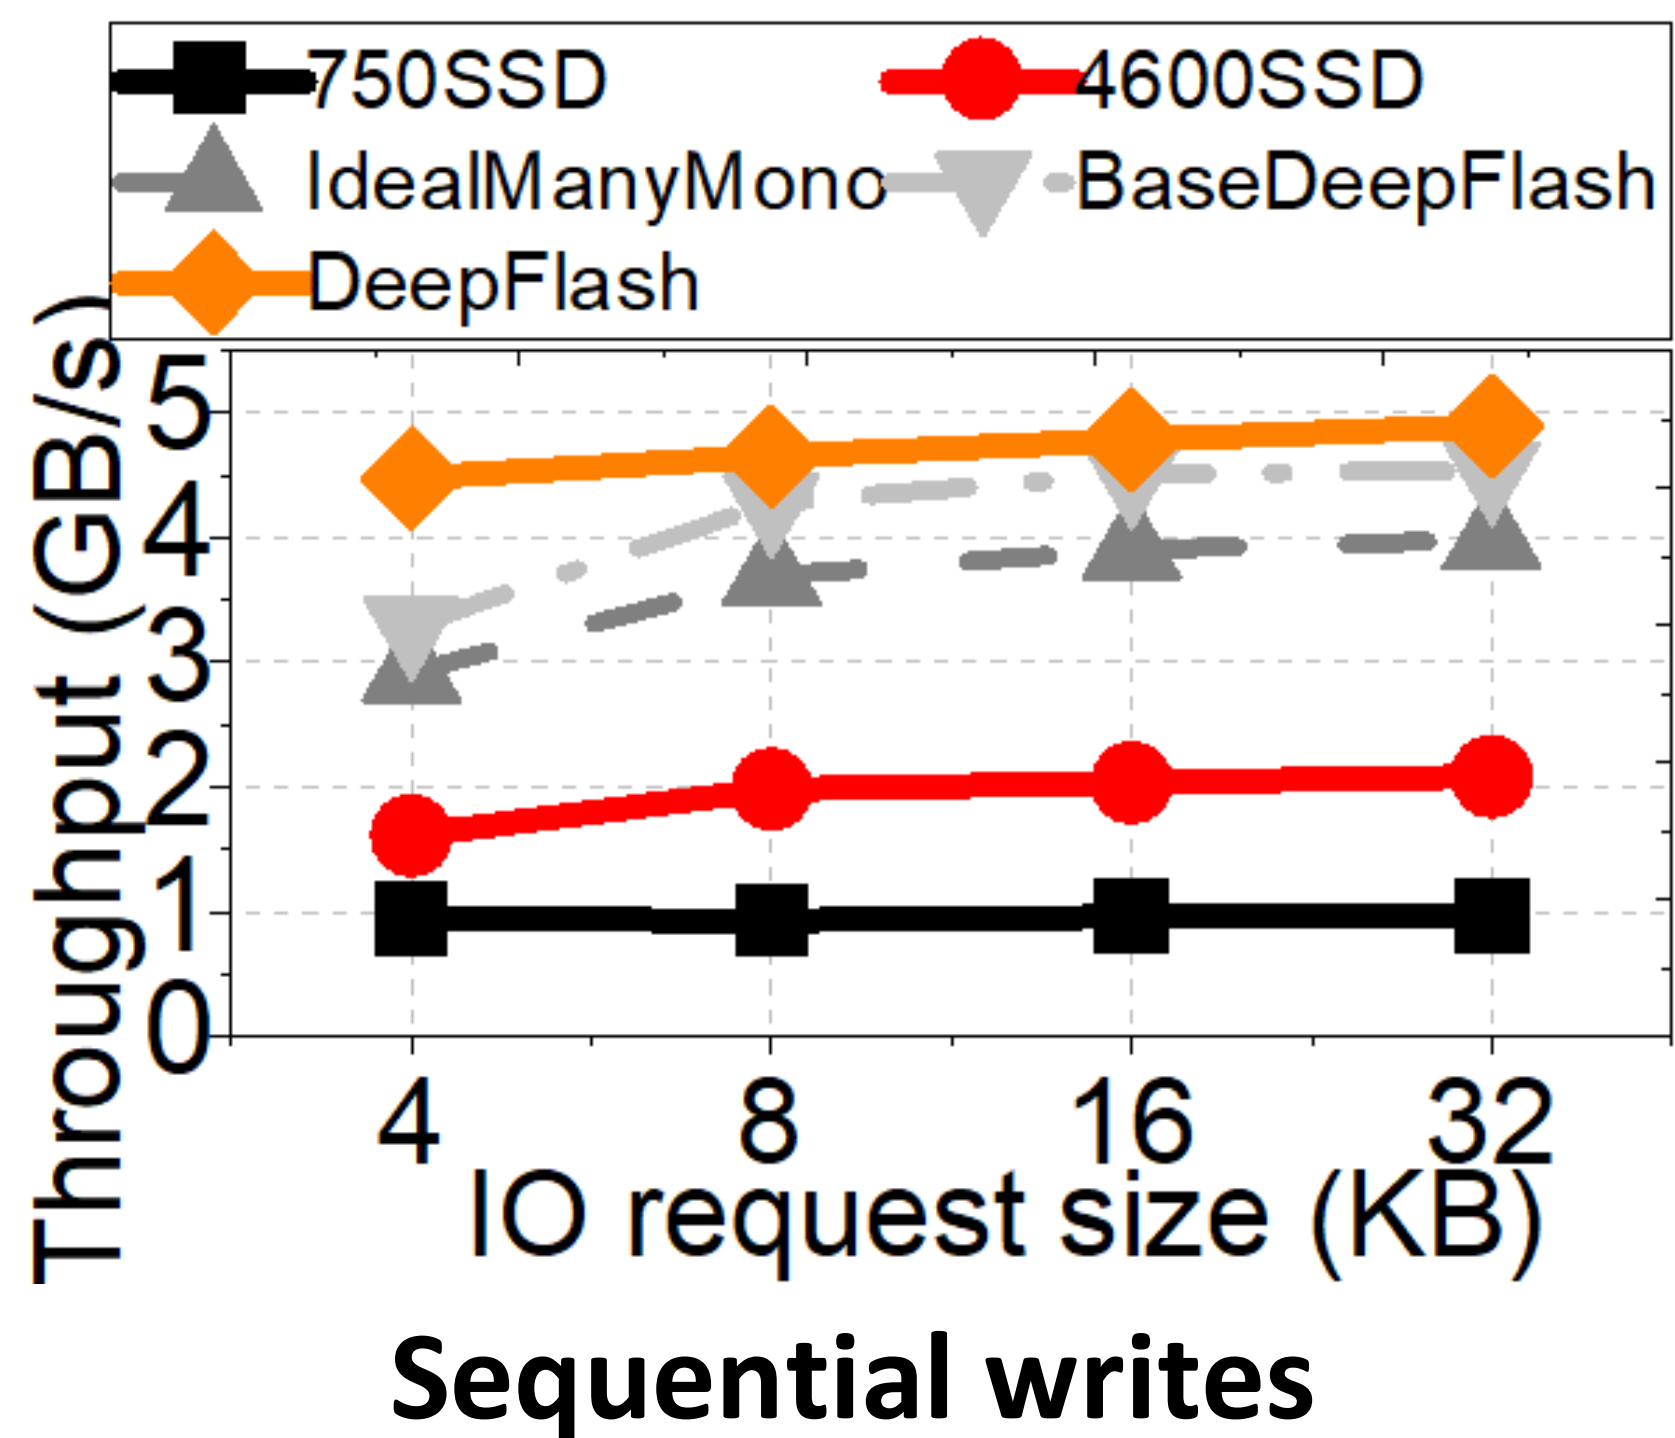 750SSD 4600SSD
IdealManyMono BaseDeepFlash
DeepFlash
Throughput (GB/s)
5
4
3
2
1
0
4 8 16 32
IO request size (KB)
Sequential writes